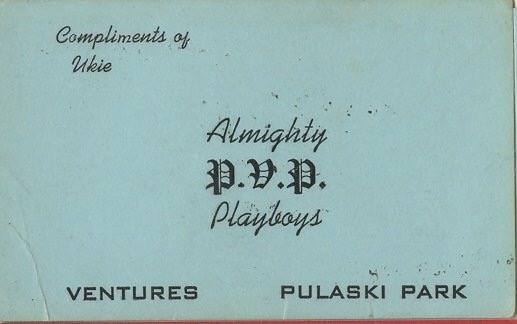 Compliments of
Ukie
Almighty
P.V.P.
Playboys
VENTURES PULASKI PARK